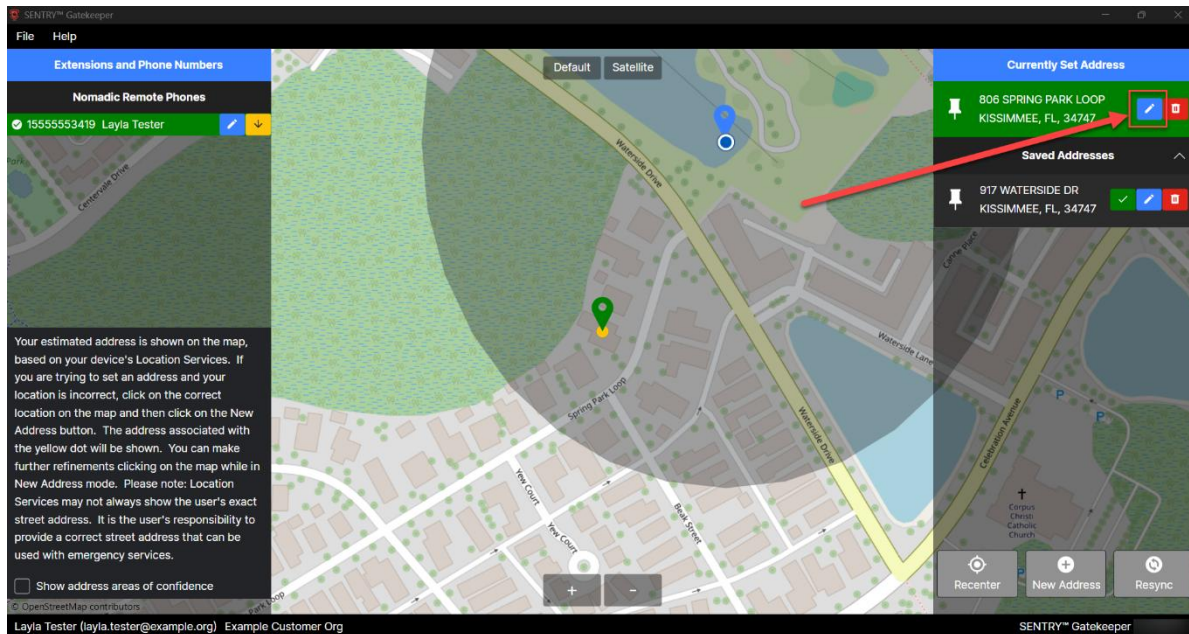 SENTRY™ Gatekeeper
File Help
Extensions and Phone Numbers
Nomadic Remote Phones
15555553419 Layla Tester
Centervale Drive
Park
Your estimated address is shown on the map,
based on your device's Location Services. If
you are trying to set an address and your
location is incorrect, click on the correct
location on the map and then click on the New
Address button. The address associated with
the yellow dot will be shown. You can make
further refinements clicking on the map while in
New Address mode. Please note: Location
Services may not always show the user's exact
street address. It is the user's responsibility to
provide a correct street address that can be
used with emergency services.
Show address areas of confidence
© OpenStreetMap contributors
Default Satellite
Waterside Drive
Waterside Lane
Spring Park Loop
Waterside Drive
Yew Court
Yew Court
Beak Street
Park Loop
+ -
Currently Set Address
806 SPRING PARK LOOP
KISSIMMEE, FL, 34747
Saved Addresses
917 WATERSIDE DR
KISSIMMEE, FL, 34747
Canne Place
P
P
Celebration Avenue
Corpus
Christi
Catholic
Church
P
Recenter New Address Resync
Layla Tester (layla.tester@example.org) Example Customer Org
SENTRY™ Gatekeeper